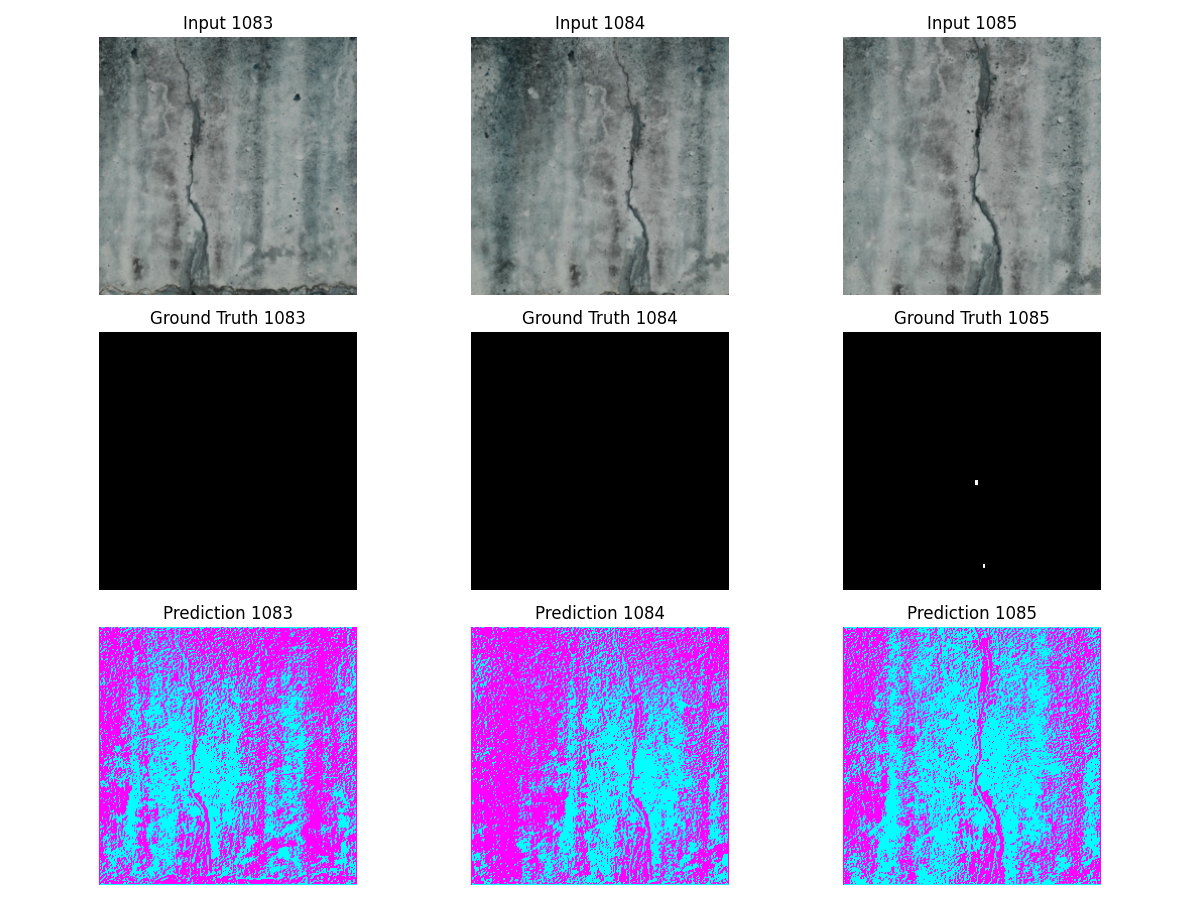 Input 1083
Input 1084
Input 1085
Ground Truth 1083
Ground Truth 1084
Ground Truth 1085
Prediction 1083
Prediction 1084
Prediction 1085